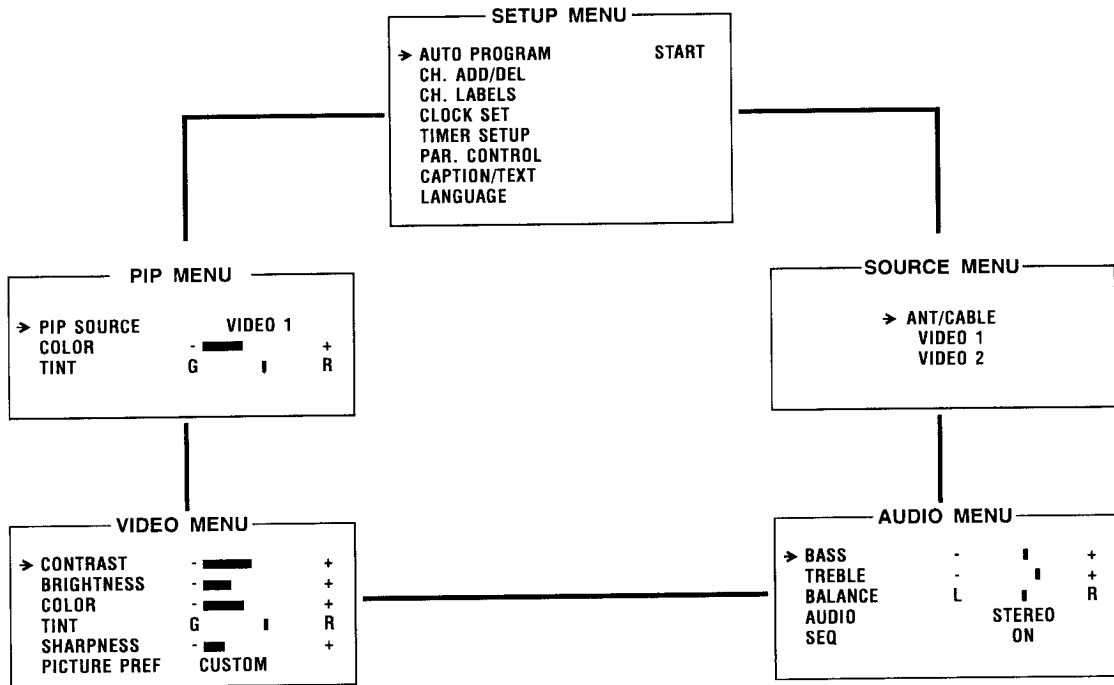 SETUP MENU
→ AUTO PROGRAM START
CH. ADD/DEL
CH. LABELS
CLOCK SET
TIMER SETUP
PAR. CONTROL
CAPTION/TEXT
LANGUAGE
PIP MENU
→ PIP SOURCE VIDEO 1
COLOR - +
TINT G R
SOURCE MENU
→ ANT/CABLE
VIDEO 1
VIDEO 2
VIDEO MENU
→ CONTRAST - +
BRIGHTNESS - +
COLOR - +
TINT G R
SHARPNESS - +
PICTURE PREF CUSTOM
AUDIO MENU
→ BASS - +
TREBLE - +
BALANCE L R
AUDIO STEREO
SEQ ON